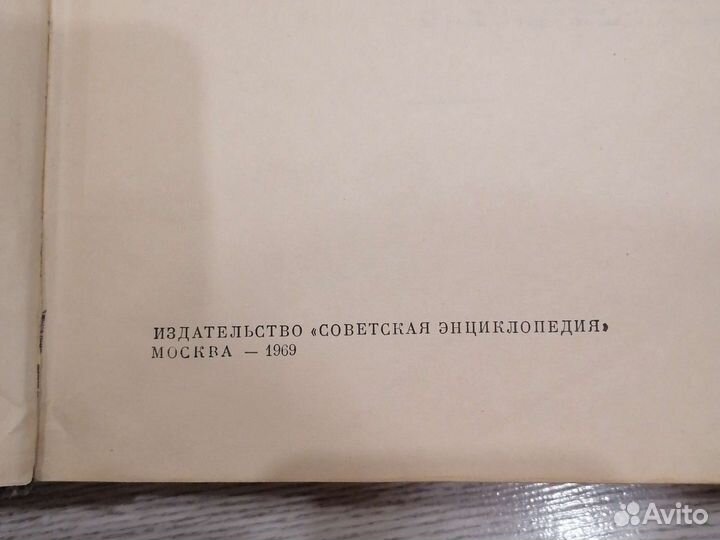 ИЗДАТЕЛЬСТВО «СОВЕТСКАЯ ЭНЦИКЛОПЕДИЯ»
МОСКВА — 1969
Avito